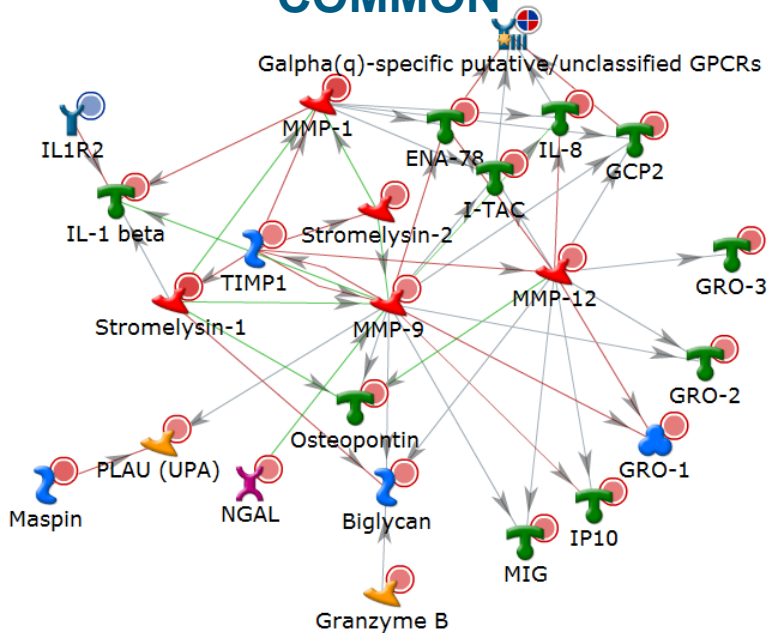 COMMON
Galpha(q)-specific putative/unclassified GPCRs
MMP-1
IL1R2
ENA-78
IL-8
GCP2
I-TAC
IL-1 beta
Stromelysin-2
TIMP1
GRO-3
Stromelysin-1
MMP-9
MMP-12
GRO-2
Osteopontin
PLAU (UPA)
GRO-1
Maspin
NGAL
Biglycan
IP10
MIG
Granzyme B